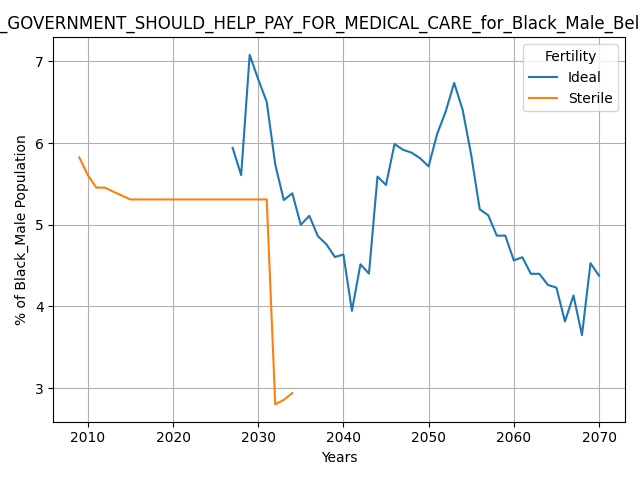 _GOVERNMENT_SHOULD_HELP_PAY_FOR_MEDICAL_CARE_for_Black_Male_Bel
Fertility
Ideal
Sterile
% of Black_Male Population
7
6
5
4
3
2010 2020 2030 2040 2050 2060 2070
Years